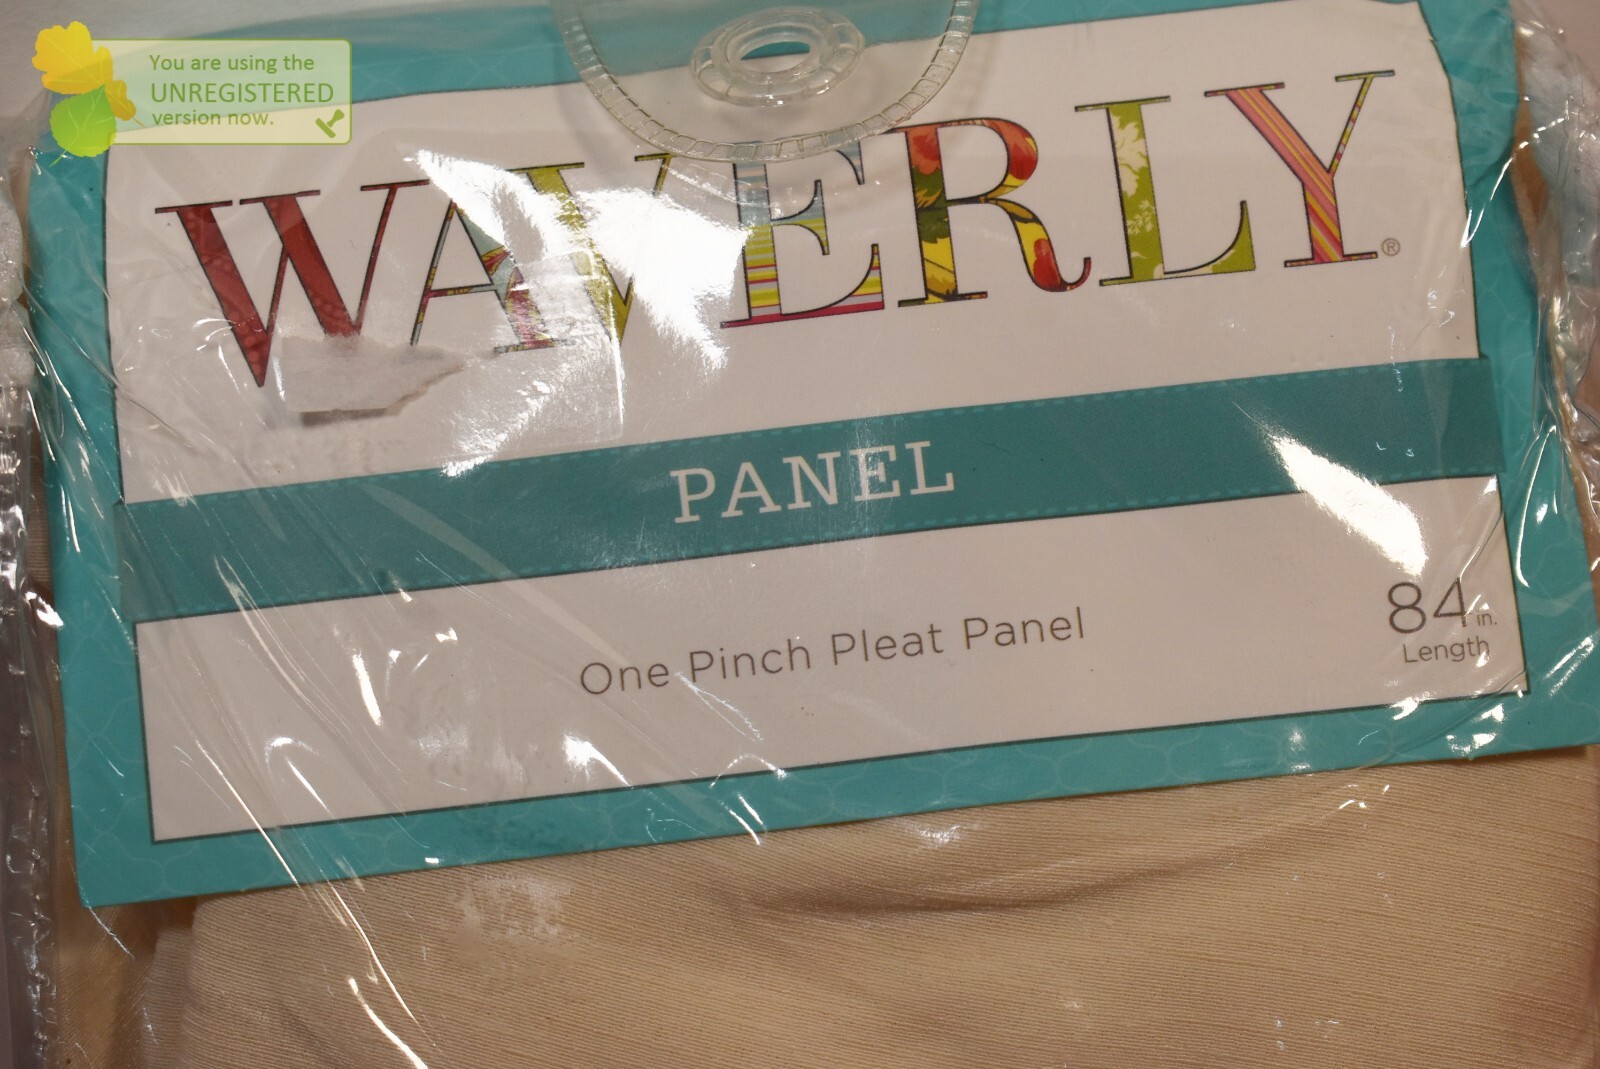 You are using the
UNREGISTERED
version now.
WAVERLY®
PANEL
One Pinch Pleat Panel
84 in.
Length